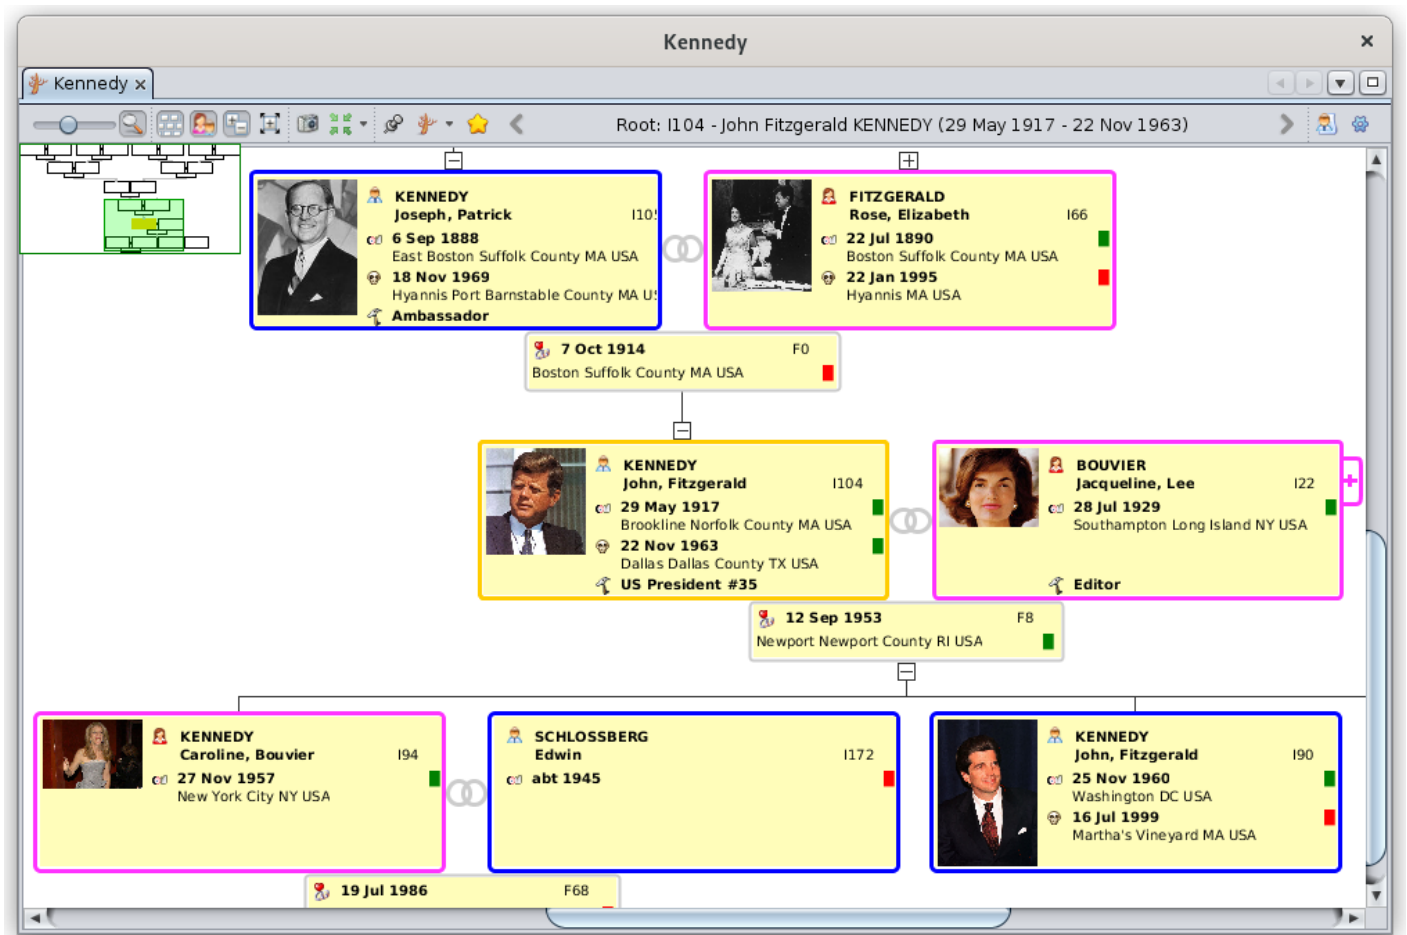 Kennedy
Kennedy
Root: I104 - John Fitzgerald KENNEDY (29 May 1917 - 22 Nov 1963)
KENNEDY
Joseph, Patrick I105
6 Sep 1888
East Boston Suffolk County MA USA
18 Nov 1969
Hyannis Port Barnstable County MA US
Ambassador
FITZGERALD
Rose, Elizabeth I66
22 Jul 1890
Boston Suffolk County MA USA
22 Jan 1995
Hyannis MA USA
7 Oct 1914 F0
Boston Suffolk County MA USA
KENNEDY
John, Fitzgerald I104
29 May 1917
Brookline Norfolk County MA USA
22 Nov 1963
Dallas Dallas County TX USA
US President #35
BOUVIER
Jacqueline, Lee I22
28 Jul 1929
Southampton Long Island NY USA
Editor
12 Sep 1953 F8
Newport Newport County RI USA
KENNEDY
Caroline, Bouvier I94
27 Nov 1957
New York City NY USA
SCHLOSSBERG
Edwin I172
abt 1945
KENNEDY
John, Fitzgerald I90
25 Nov 1960
Washington DC USA
16 Jul 1999
Martha's Vineyard MA USA
19 Jul 1986 F68